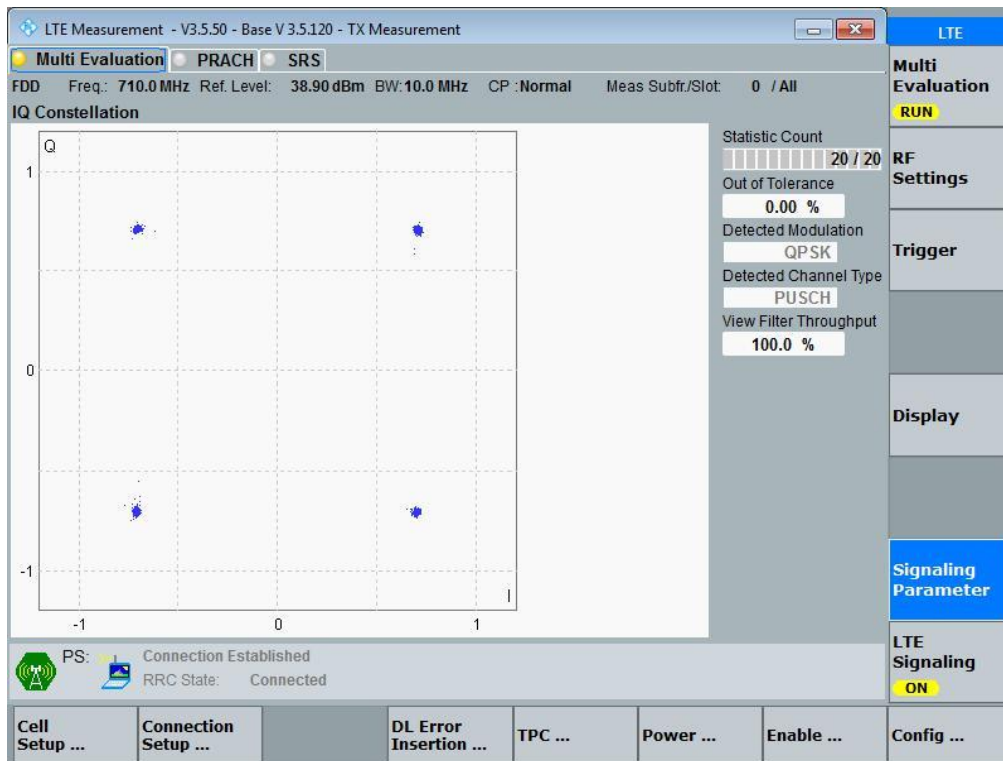 LTE Measurement - V3.5.50 - Base V 3.5.120 - TX Measurement
LTE
Multi Evaluation PRACH SRS
FDD Freq.: 710.0 MHz Ref. Level: 38.90 dBm BW: 10.0 MHz CP : Normal Meas Subfr./Slot: 0 / All
IQ Constellation
Q
1
0
-1
-1 0 1
I
Statistic Count
20 / 20
Out of Tolerance
0.00 %
Detected Modulation
QPSK
Detected Channel Type
PUSCH
View Filter Throughput
100.0 %
Multi
Evaluation
RUN
RF
Settings
Trigger
Display
Signaling
Parameter
LTE
Signaling
ON
PS: Connection Established
RRC State: Connected
Cell
Setup ...
Connection
Setup ...
DL Error
Insertion ...
TPC ...
Power ...
Enable ...
Config ...